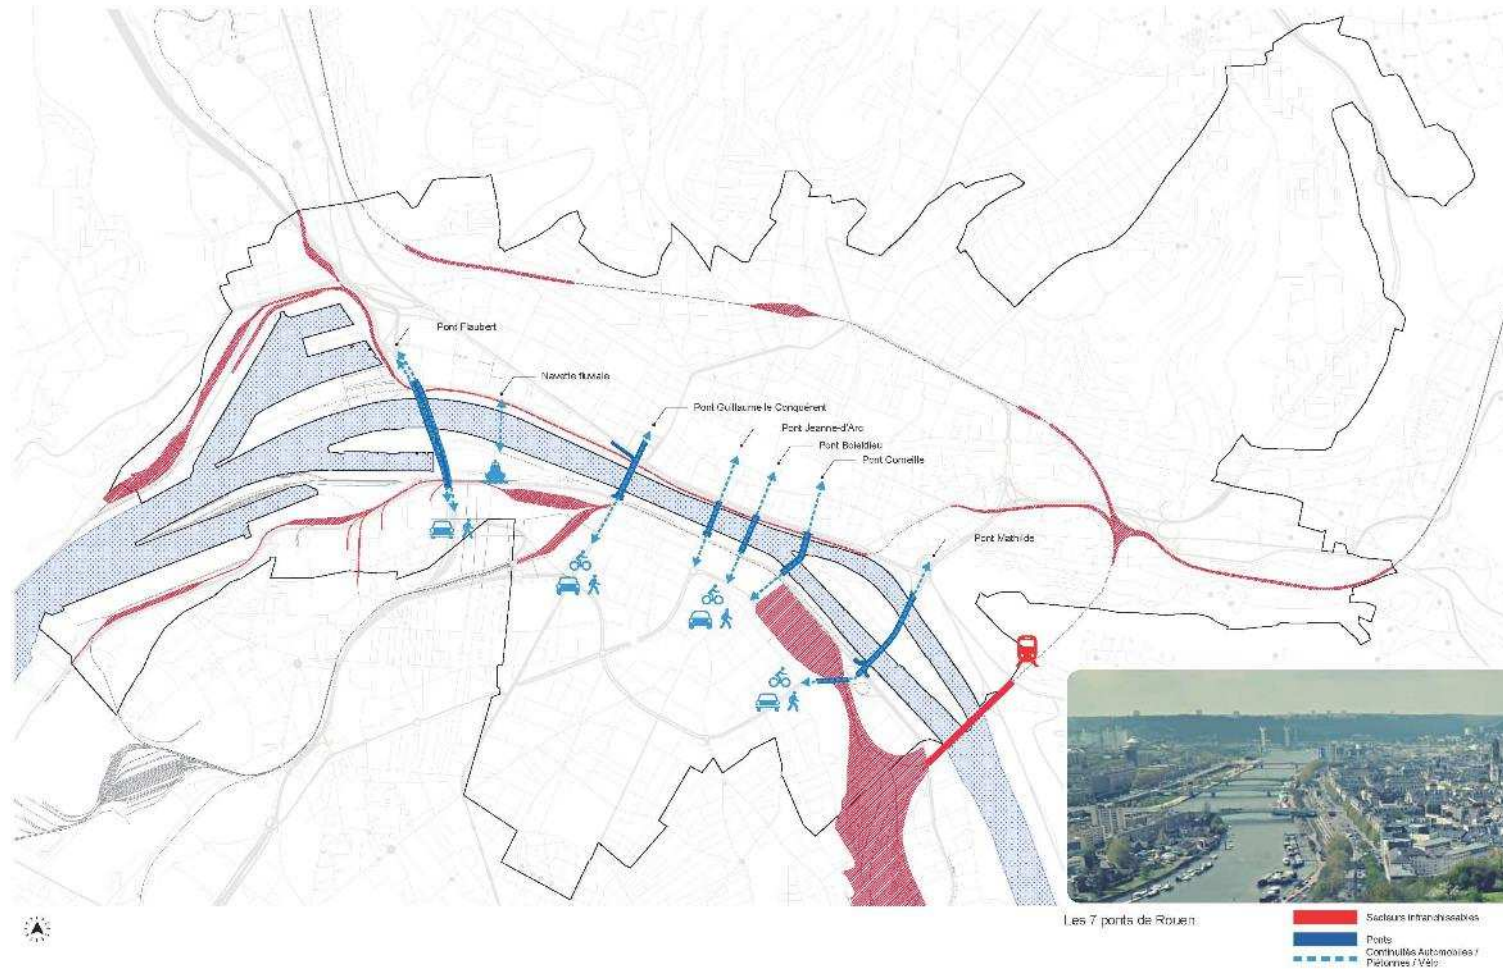 Pont Flaubert
Navette fluviale
Pont Guillaume le Conquérent
Pont Jeanne-d'Arc
Pont Boieldieu
Pont Corneille
Pont Mathilde
Les 7 ponts de Rouen
Secteurs infranchissables
Ponts
Continuités Automobiles /
Piétonnes / Vélo